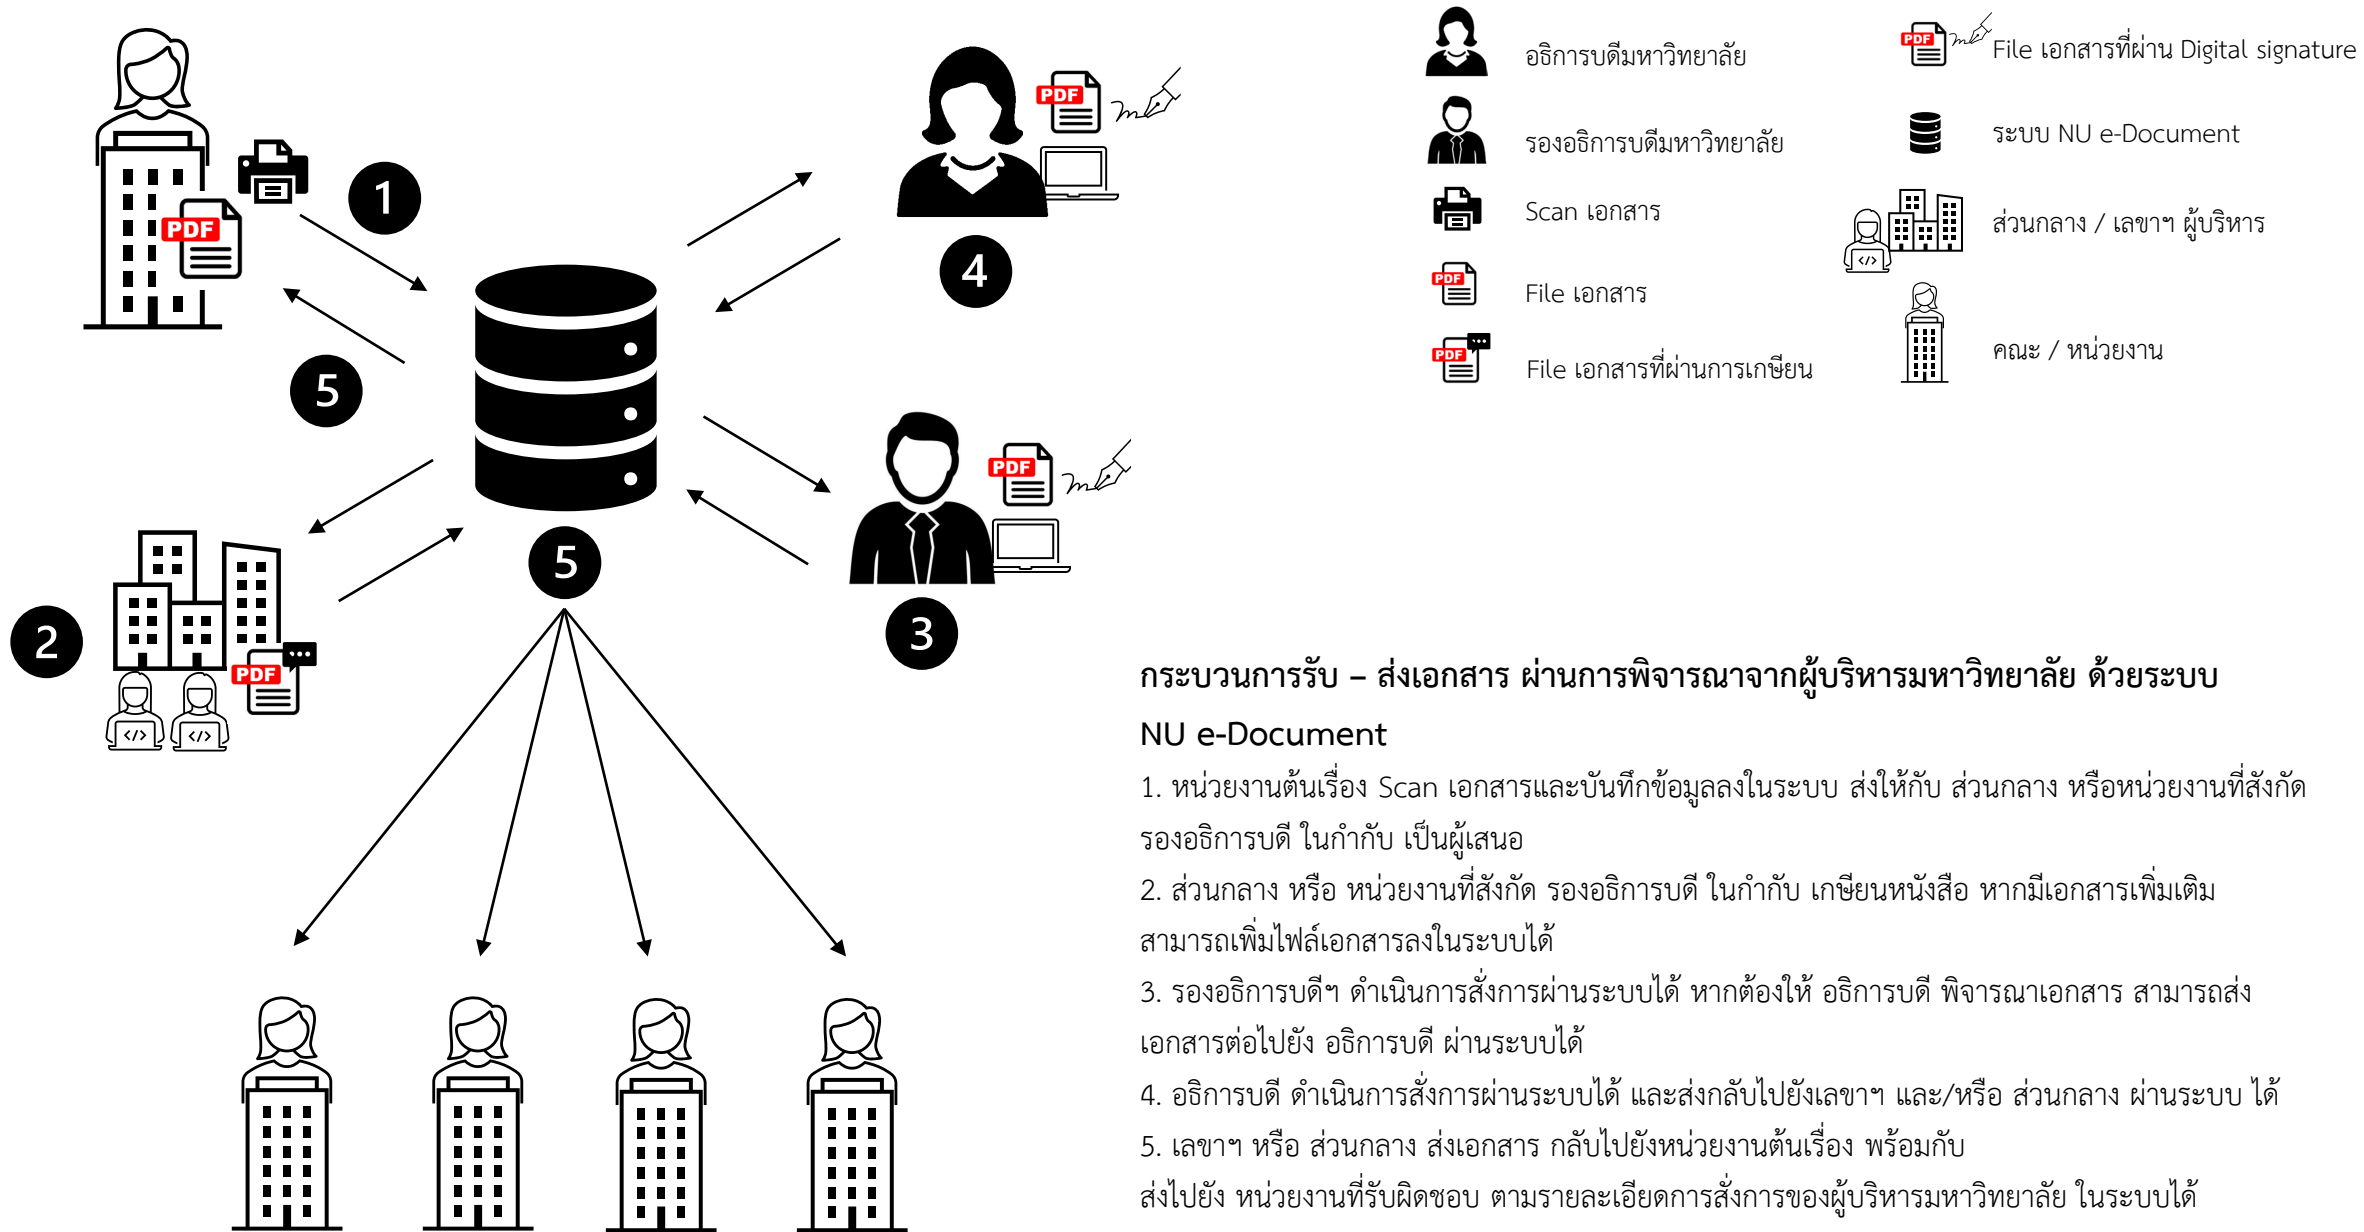 1
PDF
5
2
PDF
</>
</>
PDF
4
PDF
3
5
อธิการบดีมหาวิทยาลัย
รองอธิการบดีมหาวิทยาลัย
Scan เอกสาร
PDF
File เอกสาร
PDF
File เอกสารที่ผ่านการเกษียน
PDF
File เอกสารที่ผ่าน Digital signature
ระบบ NU e-Document
</>
ส่วนกลาง / เลขาฯ ผู้บริหาร
คณะ / หน่วยงาน
กระบวนการรับ – ส่งเอกสาร ผ่านการพิจารณาจากผู้บริหารมหาวิทยาลัย ด้วยระบบ
NU e-Document
1. หน่วยงานต้นเรื่อง Scan เอกสารและบันทึกข้อมูลลงในระบบ ส่งให้กับ ส่วนกลาง หรือหน่วยงานที่สังกัด
รองอธิการบดี ในกำกับ เป็นผู้เสนอ
2. ส่วนกลาง หรือ หน่วยงานที่สังกัด รองอธิการบดี ในกำกับ เกษียนหนังสือ หากมีเอกสารเพิ่มเติม
สามารถเพิ่มไฟล์เอกสารลงในระบบได้
3. รองอธิการบดีฯ ดำเนินการสั่งการผ่านระบบได้ หากต้องให้ อธิการบดี พิจารณาเอกสาร สามารถส่ง
เอกสารต่อไปยัง อธิการบดี ผ่านระบบได้
4. อธิการบดี ดำเนินการสั่งการผ่านระบบได้ และส่งกลับไปยังเลขาฯ และ/หรือ ส่วนกลาง ผ่านระบบ ได้
5. เลขาฯ หรือ ส่วนกลาง ส่งเอกสาร กลับไปยังหน่วยงานต้นเรื่อง พร้อมกับ
ส่งไปยัง หน่วยงานที่รับผิดชอบ ตามรายละเอียดการสั่งการของผู้บริหารมหาวิทยาลัย ในระบบได้